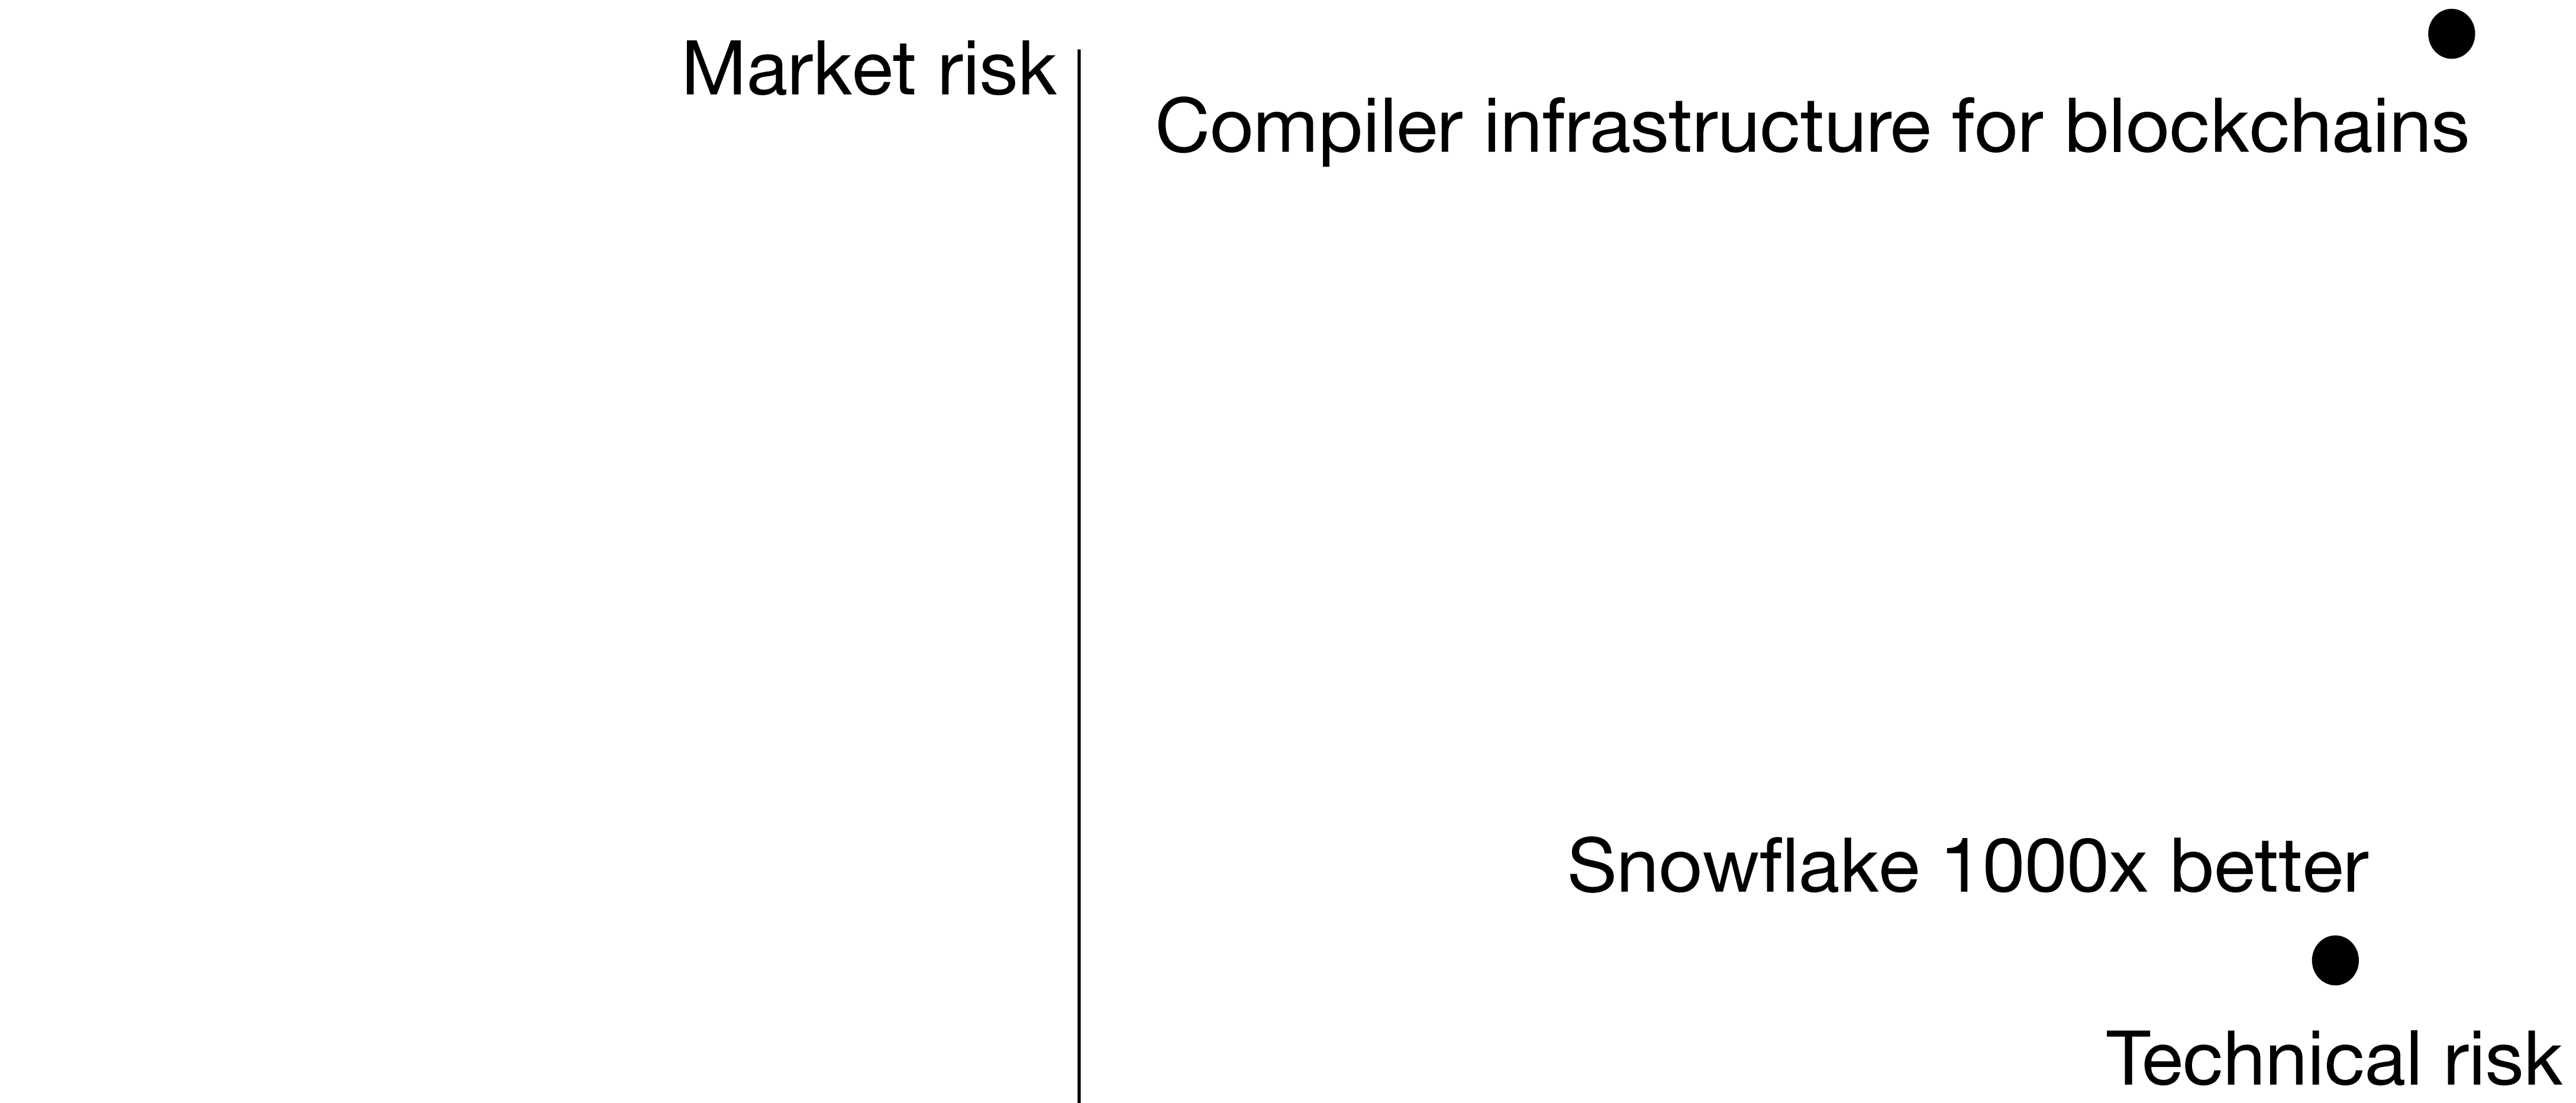 Market risk
Compiler infrastructure for blockchains
Snowflake 1000x better
Technical risk